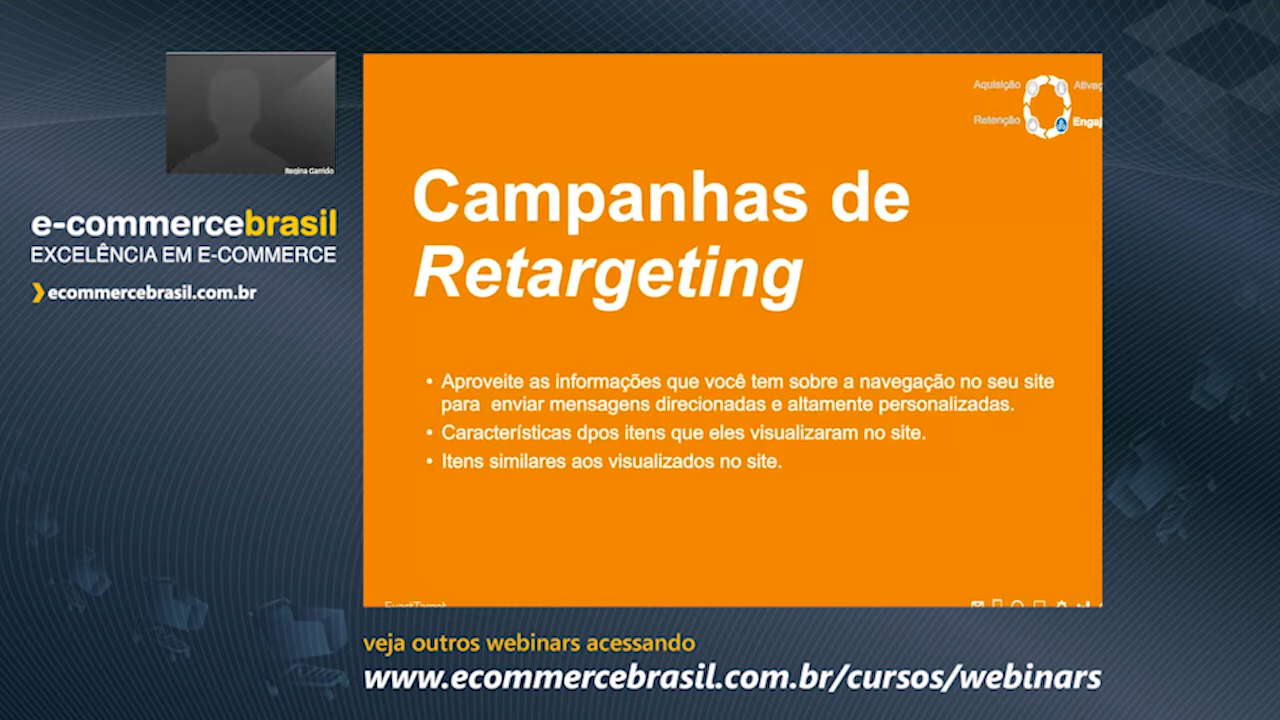 Regina Garrido
e-commercebrasil
EXCELÊNCIA EM E-COMMERCE
ecommercebrasil.com.br
Aquisição
Ativaç
Retenção
Engaj
Campanhas de
Retargeting
• Aproveite as informações que você tem sobre a navegação no seu site
para enviar mensagens direcionadas e altamente personalizadas.
• Características dpos itens que eles visualizaram no site.
• Itens similares aos visualizados no site.
ExactTarget
veja outros webinars acessando
www.ecommercebrasil.com.br/cursos/webinars